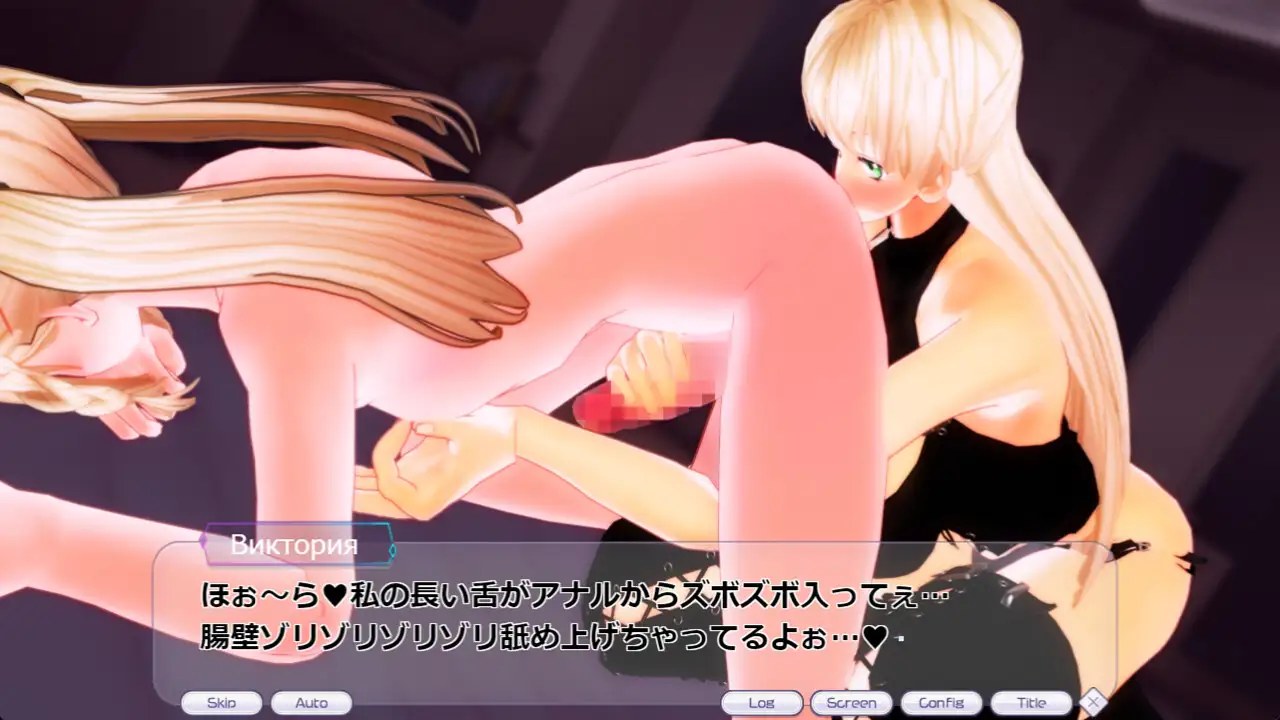 Виктория
ほぉ～ら♥私の長い舌がアナルからズボズボ入ってぇ…
腸壁ゾリゾリゾリゾリ舐め上げちゃってるよぉ…♥
Skip Auto Log Screen Config Title